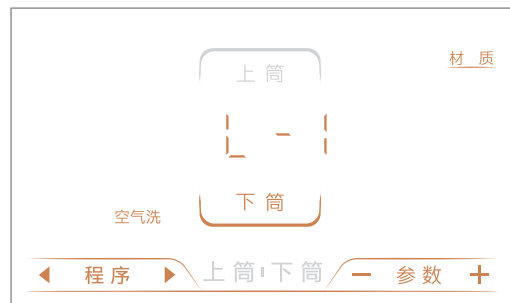 上筒
材 质
L-1
下筒
空气洗
程序 上筒 下筒 — 参数 +